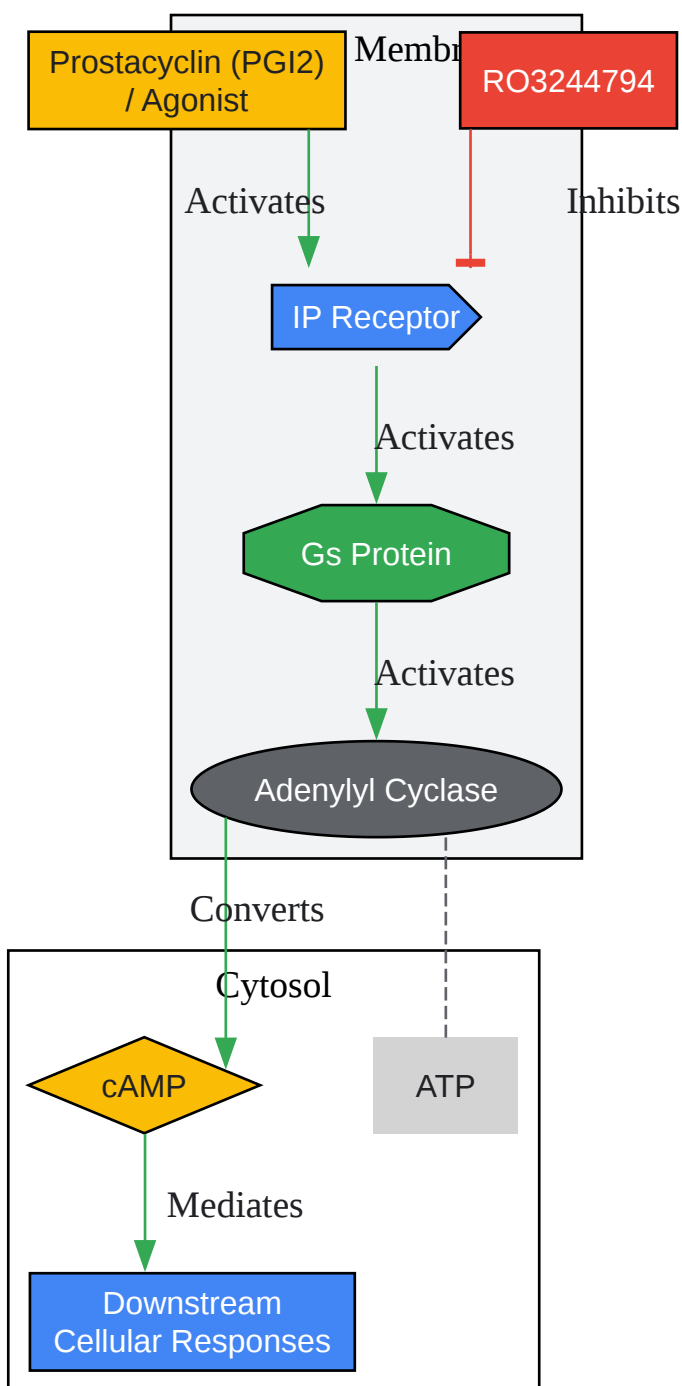 Prostacyclin (PGI2)
/ Agonist
Membr
RO3244794
Activates
Inhibits
IP Receptor
Activates
Gs Protein
Activates
Adenylyl Cyclase
Converts
Cytosol
cAMP
ATP
Mediates
Downstream
Cellular Responses